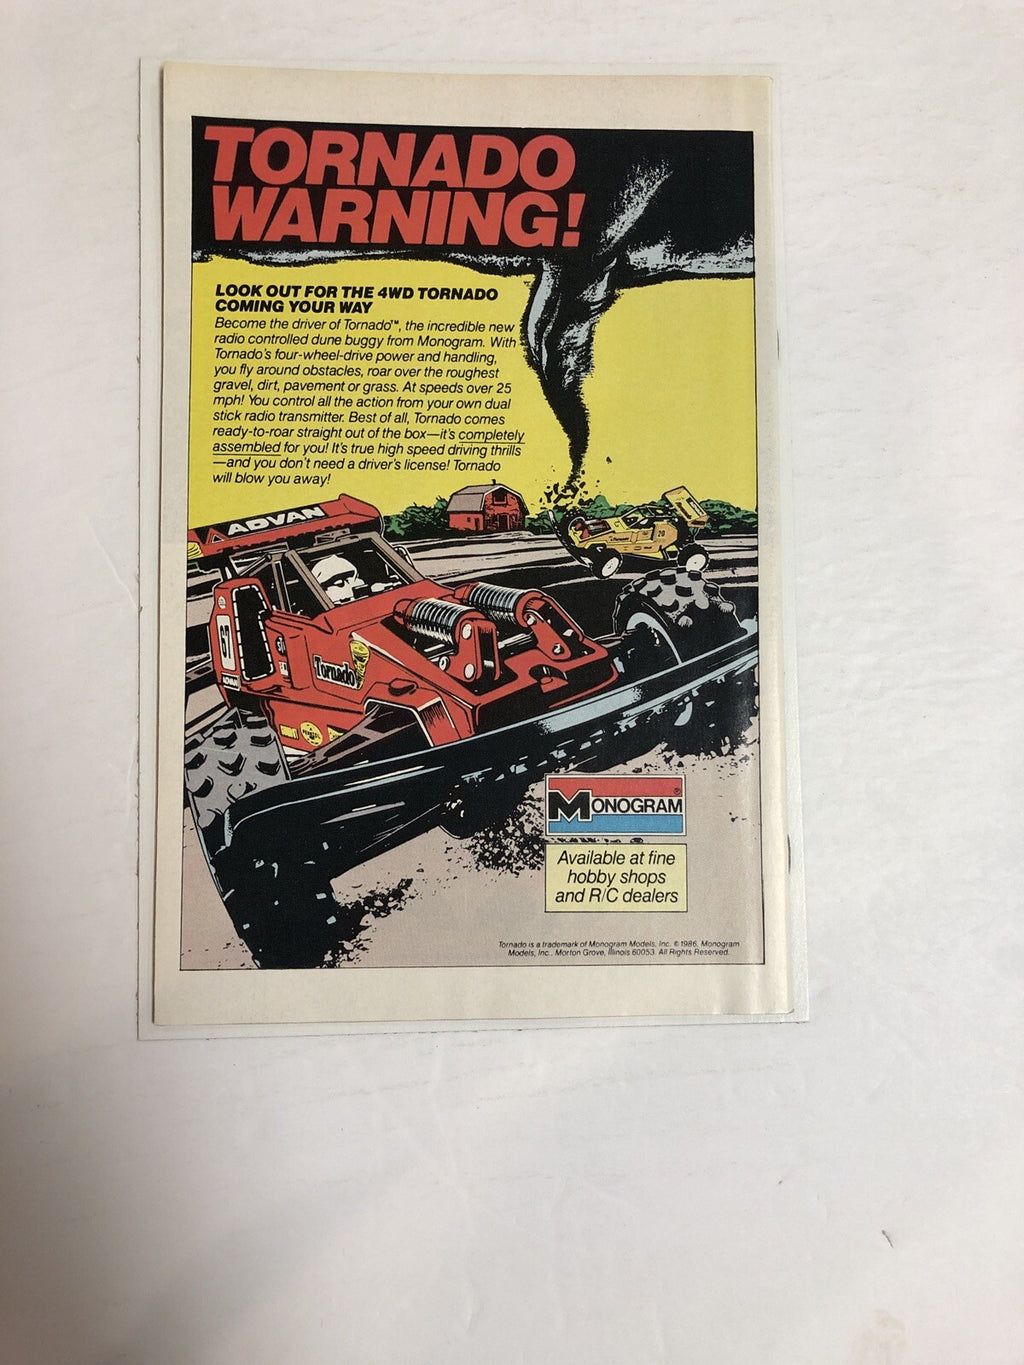 TORNADO
WARNING!
LOOK OUT FOR THE 4WD TORNADO
COMING YOUR WAY
Become the driver of Tornado™, the incredible new
radio controlled dune buggy from Monogram. With
Tornado's four-wheel-drive power and handling,
you fly around obstacles, roar over the roughest
gravel, dirt, pavement or grass. At speeds over 25
mph! You control all the action from your own dual
stick radio transmitter. Best of all, Tornado comes
ready-to-roar straight out of the box—it's completely
assembled for you! It's true high speed driving thrills
—and you don't need a driver's license! Tornado
will blow you away!
ADVAN
20
67
ADVAN
Tornado
MONOGRAM®
Available at fine
hobby shops
and R/C dealers
Tornado is a trademark of Monogram Models, Inc. © 1986, Monogram
Models, Inc., Morton Grove, Illinois 60053. All Rights Reserved.